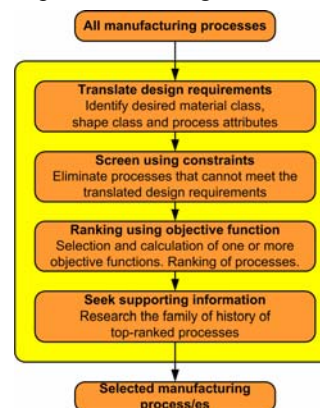 All manufacturing processes
Translate design requirements
Identify desired material class,
shape class and process attributes
Screen using constraints
Eliminate processes that cannot meet the
translated design requirements
Ranking using objective function
Selection and calculation of one or more
objective functions. Ranking of processes.
Seek supporting information
Research the family of history of
top-ranked processes
Selected manufacturing
process/es